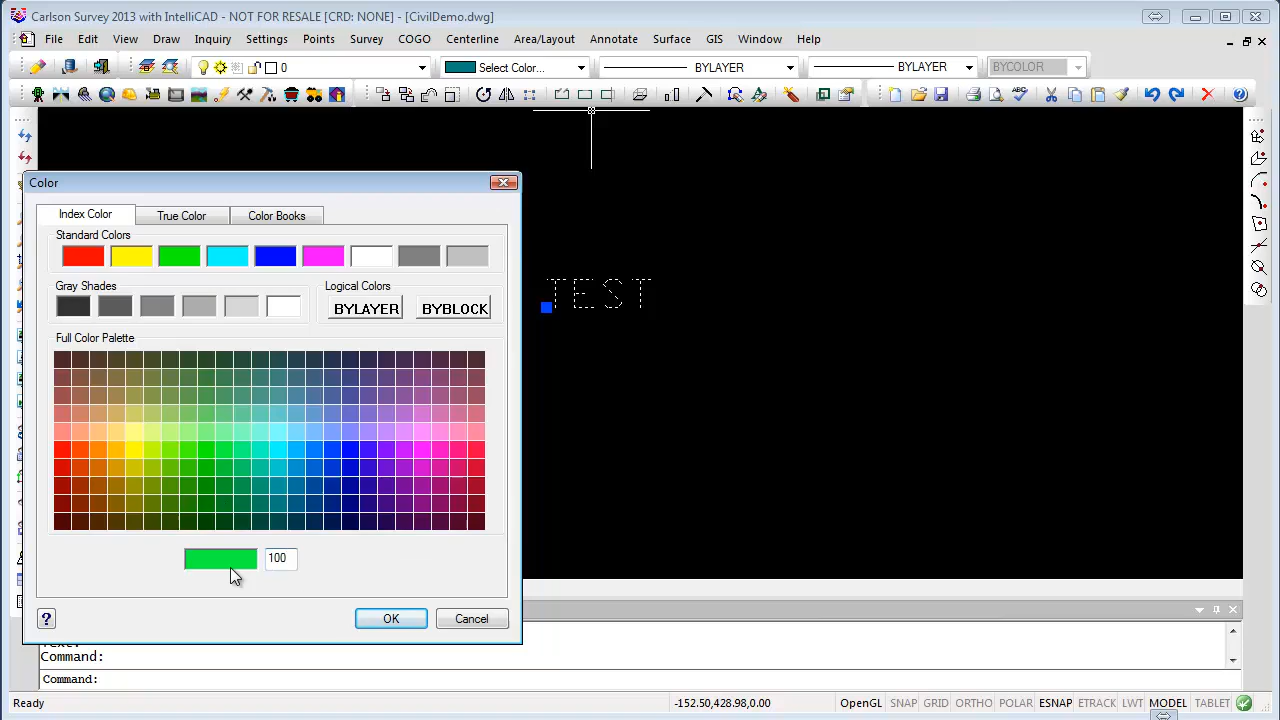 Carlson Survey 2013 with IntelliCAD - NOT FOR RESALE [CRD: NONE] - [CivilDemo.dwg]
File Edit View Draw Inquiry Settings Points Survey COGO Centerline Area/Layout Annotate Surface GIS Window Help
0 Select Color... BYLAYER BYLAYER BYCOLOR
Color
Index Color True Color Color Books
Standard Colors
Gray Shades Logical Colors
BYLAYER BYBLOCK
Full Color Palette
100
? OK Cancel
TEST
Command:
Command:
Ready -152.0,428.98,0.00 OpenGL SNAP GRID ORTHO POLAR ESNAP ETRACK LWT MODEL TABLET